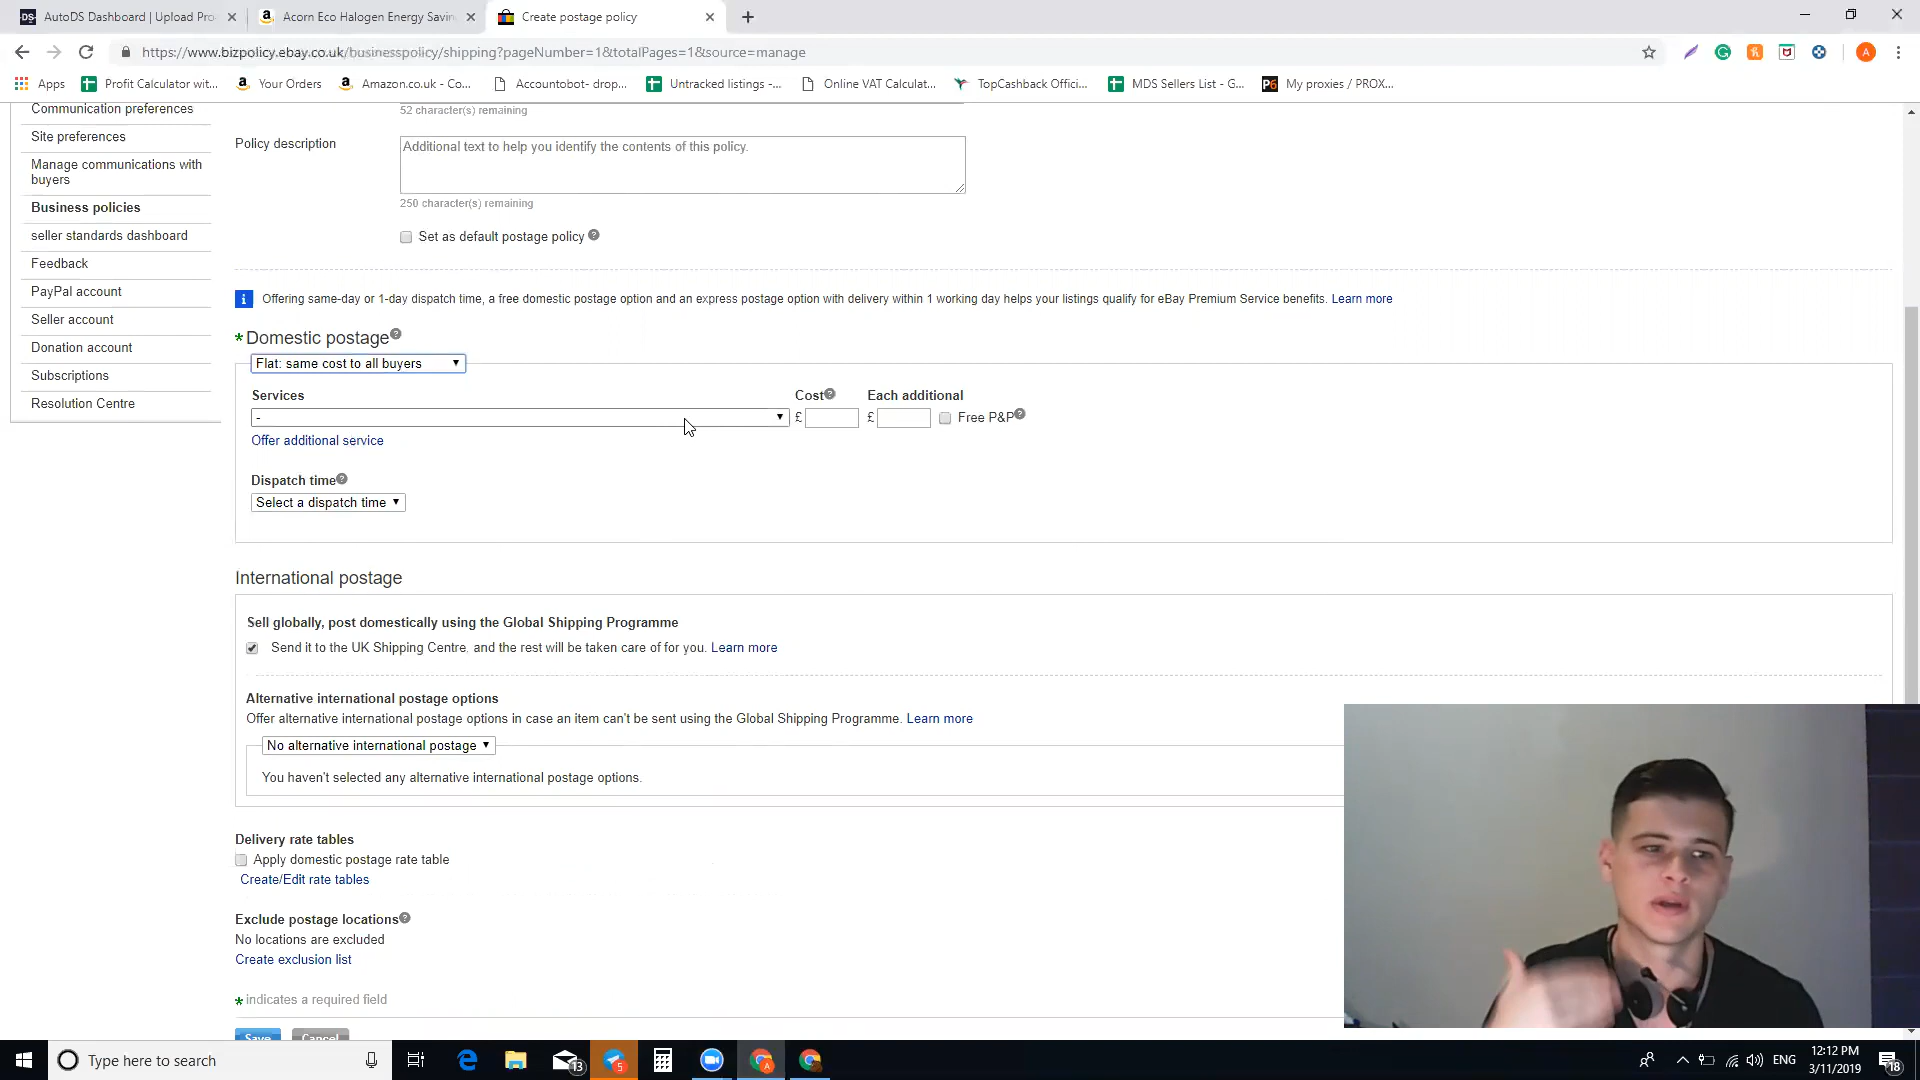 AutoDS Dashboard | Upload Pro
Acorn Eco Halogen Energy Savin
Create postage policy
https://www.bizpolicy.ebay.co.uk/businesspolicy/shipping?pageNumber=1&totalPages=1&source=manage
Apps
Profit Calculator wit...
Your Orders
Amazon.co.uk - Co...
Accountobot- drop...
Untracked listings -...
Online VAT Calculat...
TopCashback Offici...
MDS Sellers List - G...
My proxies / PROX...
Communication preferences
Site preferences
Manage communications with
buyers
Business policies
seller standards dashboard
Feedback
PayPal account
Seller account
Donation account
Subscriptions
Resolution Centre
52 character(s) remaining
Policy description
Additional text to help you identify the contents of this policy.
250 character(s) remaining
Set as default postage policy
Offering same-day or 1-day dispatch time, a free domestic postage option and an express postage option with delivery within 1 working day helps your listings qualify for eBay Premium Service benefits. Learn more
* Domestic postage
Flat: same cost to all buyers
Services Cost Each additional
- £ £ Free P&P
Offer additional service
Dispatch time
Select a dispatch time
International postage
Sell globally, post domestically using the Global Shipping Programme
Send it to the UK Shipping Centre, and the rest will be taken care of for you. Learn more
Alternative international postage options
Offer alternative international postage options in case an item can't be sent using the Global Shipping Programme. Learn more
No alternative international postage
You haven't selected any alternative international postage options.
Delivery rate tables
Apply domestic postage rate table
Create/Edit rate tables
Exclude postage locations
No locations are excluded
Create exclusion list
* indicates a required field
Save Cancel
Type here to search
13
5
ENG
12:12 PM
3/11/2019
18